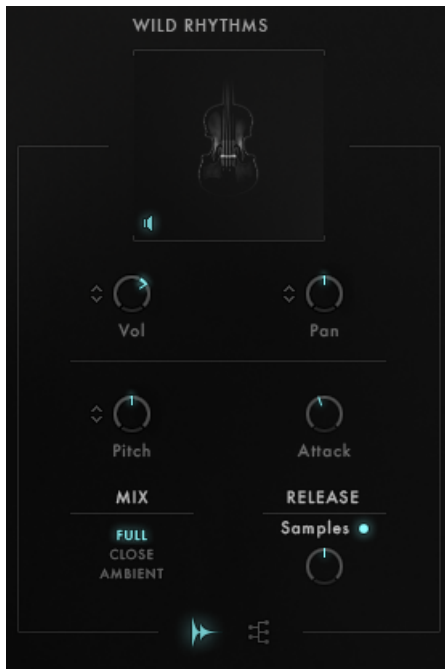 WILD RHYTHMS
Vol
Pan
Pitch
Attack
MIX
RELEASE
FULL
CLOSE
AMBIENT
Samples